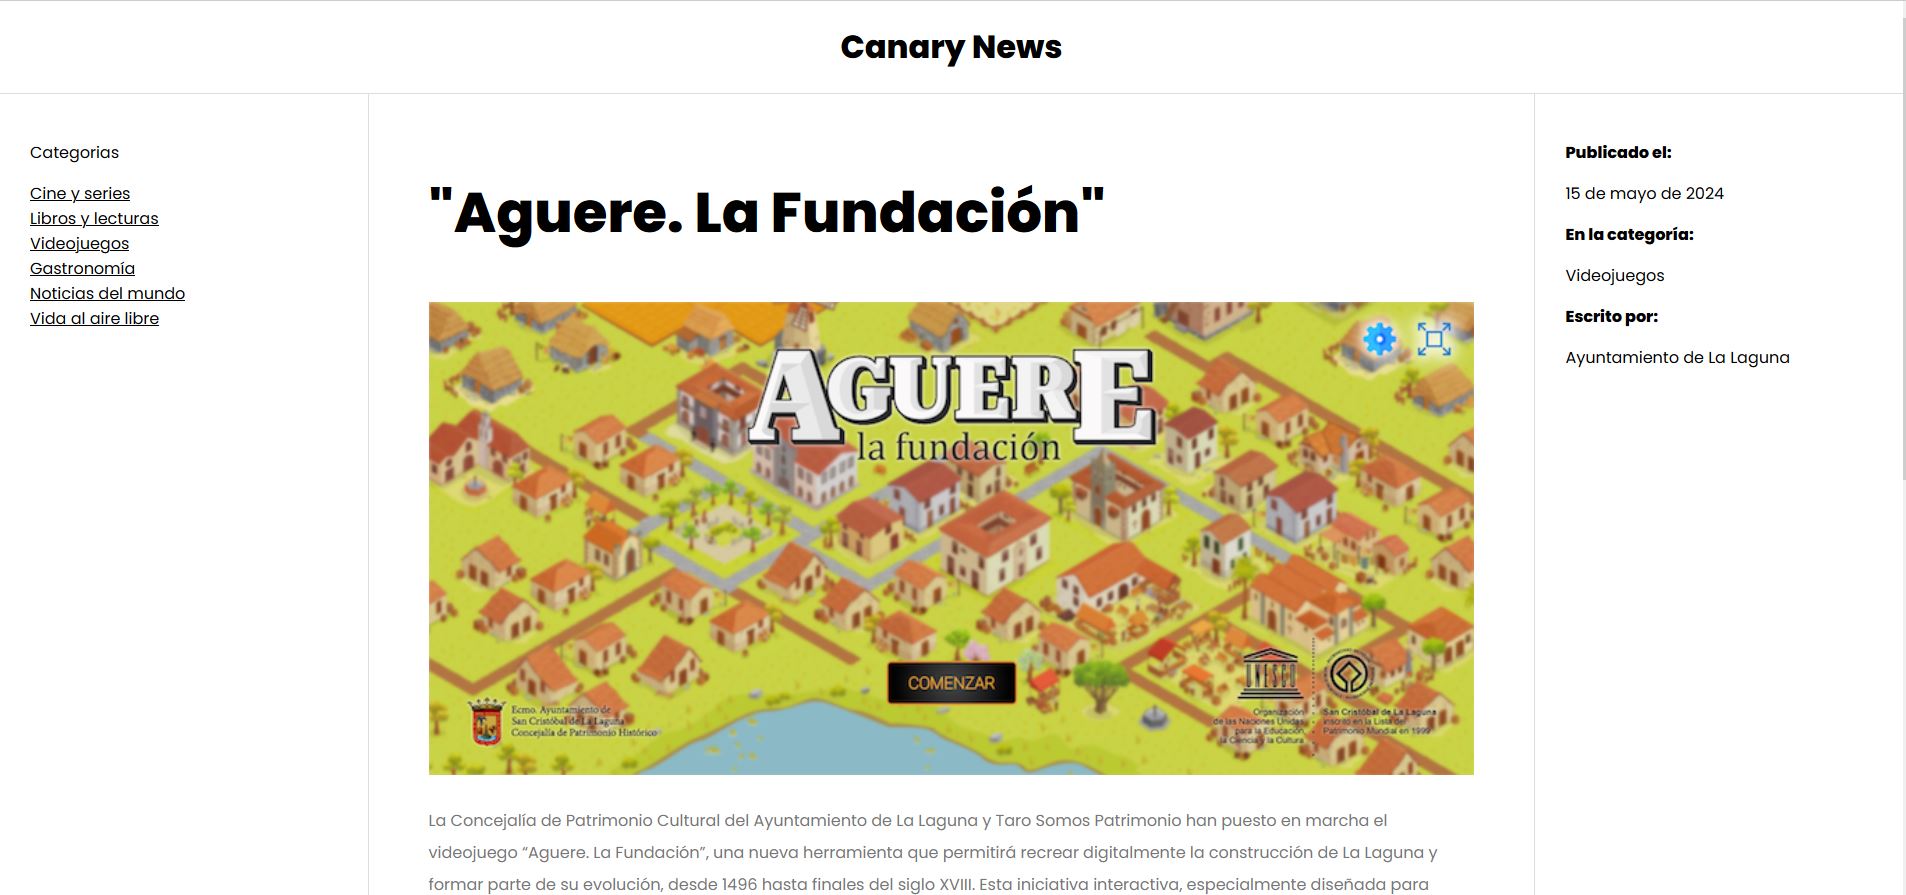 Canary News
Categorias
Cine y series
Libros y lecturas
Videojuegos
Gastronomía
Noticias del mundo
Vida al aire libre
"Aguere. La Fundación"
AGUERE
la fundación
COMENZAR
Ecmo. Ayuntamiento de
San Cristóbal de La Laguna
Concejalía de Patrimonio Histórico
UNESCO
Organización
de las Naciones Unidas
para la Educación,
la Ciencia y la Cultura
San Cristóbal de La Laguna
inscrito en la Lista del
Patrimonio Mundial en 1999
La Concejalía de Patrimonio Cultural del Ayuntamiento de La Laguna y Taro Somos Patrimonio han puesto en marcha el
videojuego “Aguere. La Fundación”, una nueva herramienta que permitirá recrear digitalmente la construcción de La Laguna y
formar parte de su evolución, desde 1496 hasta finales del siglo XVIII. Esta iniciativa interactiva, especialmente diseñada para
Publicado el:
15 de mayo de 2024
En la categoría:
Videojuegos
Escrito por:
Ayuntamiento de La Laguna